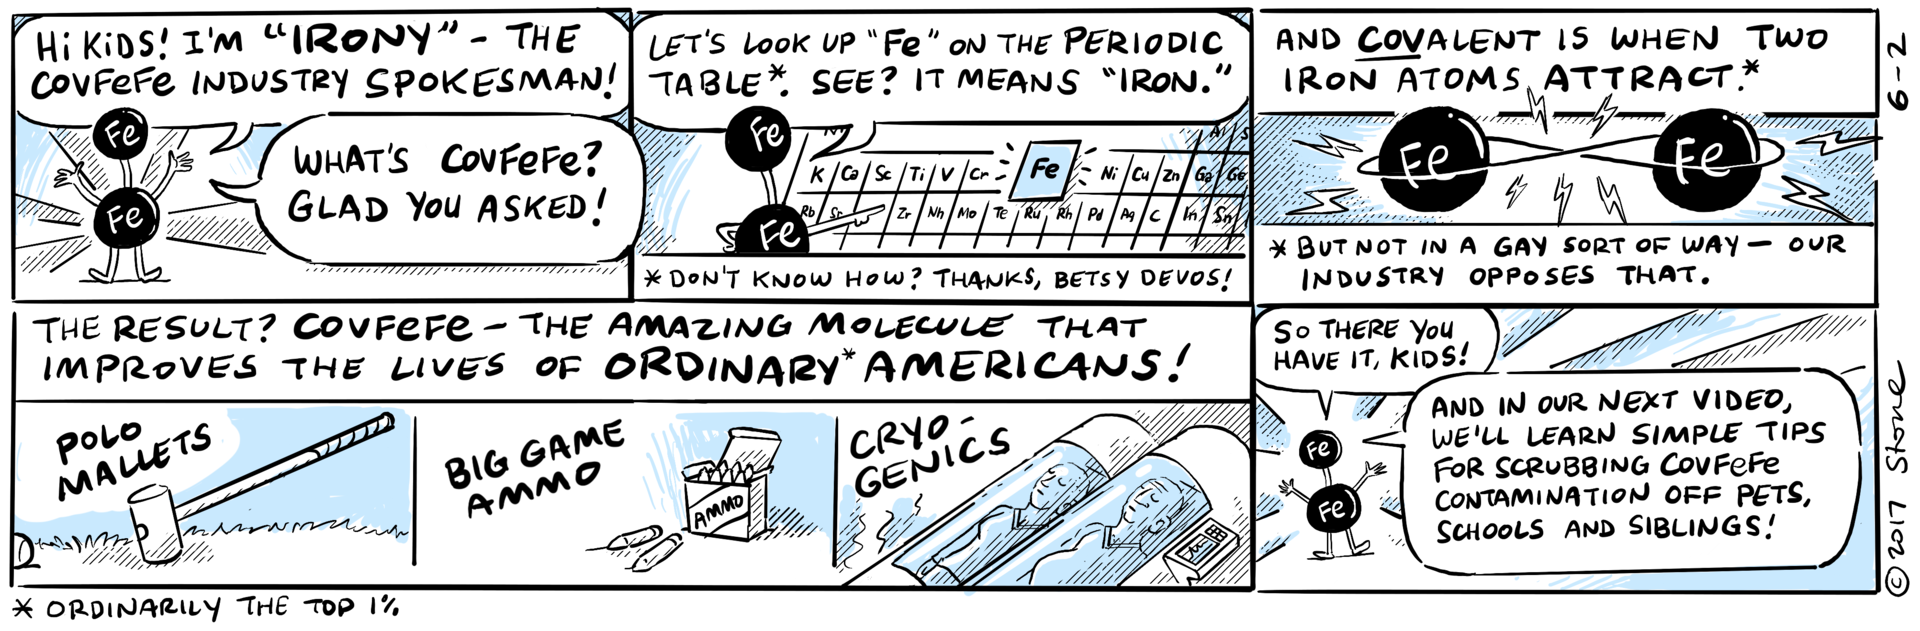 Hi KiDS! I'M "IRONY" - THE
COVFeFe INDUSTRY SPOKESMAN!
Fe
Fe
WHAT'S COVFeFe?
GLAD YOU ASKED!
LET'S LOOK UP "Fe" ON THE PERIODIC
TABLE*. SEE? IT MEANS "IRON."
Fe
Fe
K Ca Sc Ti V Cr Fe Ni Cu Zn Ga Ge
Rb Sr Zr Nh Mo Te Ru Rh Pd Ag C In Sn
* DON'T KNOW HOW? THANKS, BETSY DEVOS!
AND COVALENT IS WHEN TWO
IRON ATOMS ATTRACT.*
Fe Fe
* BUT NOT IN A GAY SORT OF WAY — OUR
INDUSTRY OPPOSES THAT.
6-2
THE RESULT? COVFeFe - THE AMAZING MOLECULE THAT
IMPROVES THE LIVES OF ORDINARY* AMERICANS!
POLO
MALLETS
BIG GAME
AMMO
AMMO
CRYO-
GENICS
SO THERE YOU
HAVE IT, KIDS!
Fe
Fe
AND IN OUR NEXT VIDEO,
WE'LL LEARN SIMPLE TIPS
FOR SCRUBBING COVFeFe
CONTAMINATION OFF PETS,
SCHOOLS AND SIBLINGS!
© 2017 Stone
* ORDINARILY THE TOP 1%